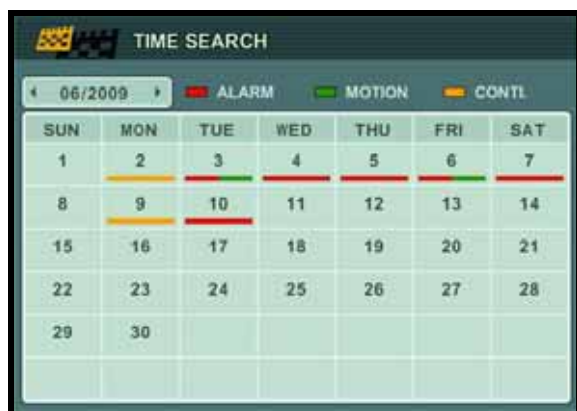 TIME SEARCH
06/2009 ALARM MOTION CONTI.
SUN MON TUE WED THU FRI SAT
1 2 3 4 5 6 7
8 9 10 11 12 13 14
15 16 17 18 19 20 21
22 23 24 25 26 27 28
29 30